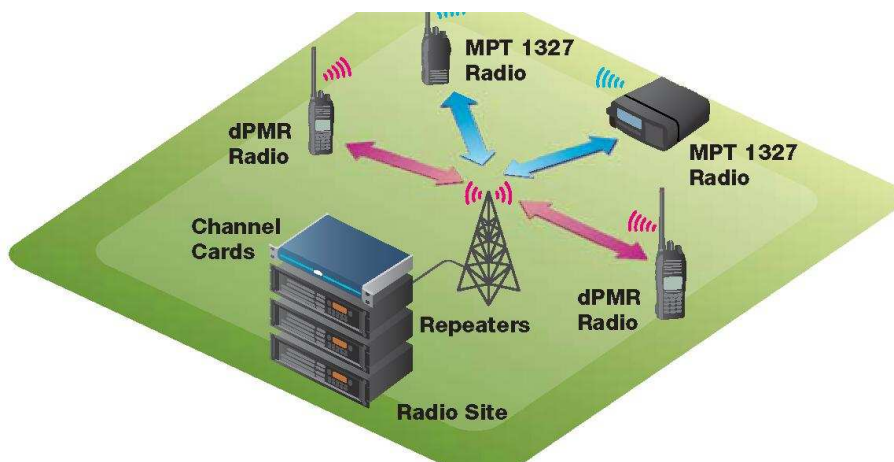 MPT 1327
Radio
dPMR
Radio
MPT 1327
Radio
Channel
Cards
Repeaters
dPMR
Radio
Radio Site